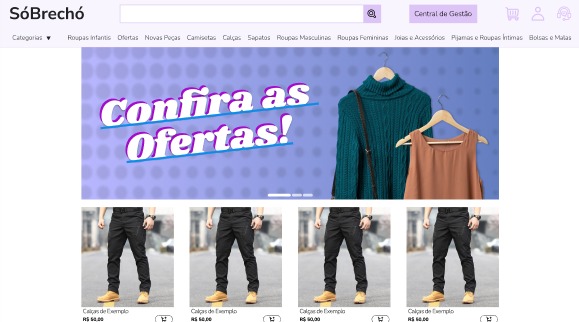 SóBrechó
Central de Gestão
Categorias ▼ Roupas Infantis Ofertas Novas Peças Camisetas Calças Sapatos Roupas Masculinas Roupas Femininas Joias e Acessórios Pijamas e Roupas Íntimas Bolsas e Malas
Confira as
Ofertas!
Calças de Exemplo Calças de Exemplo Calças de Exemplo Calças de Exemplo
R$ 50,00 R$ 50,00 R$ 50,00 R$ 50,00